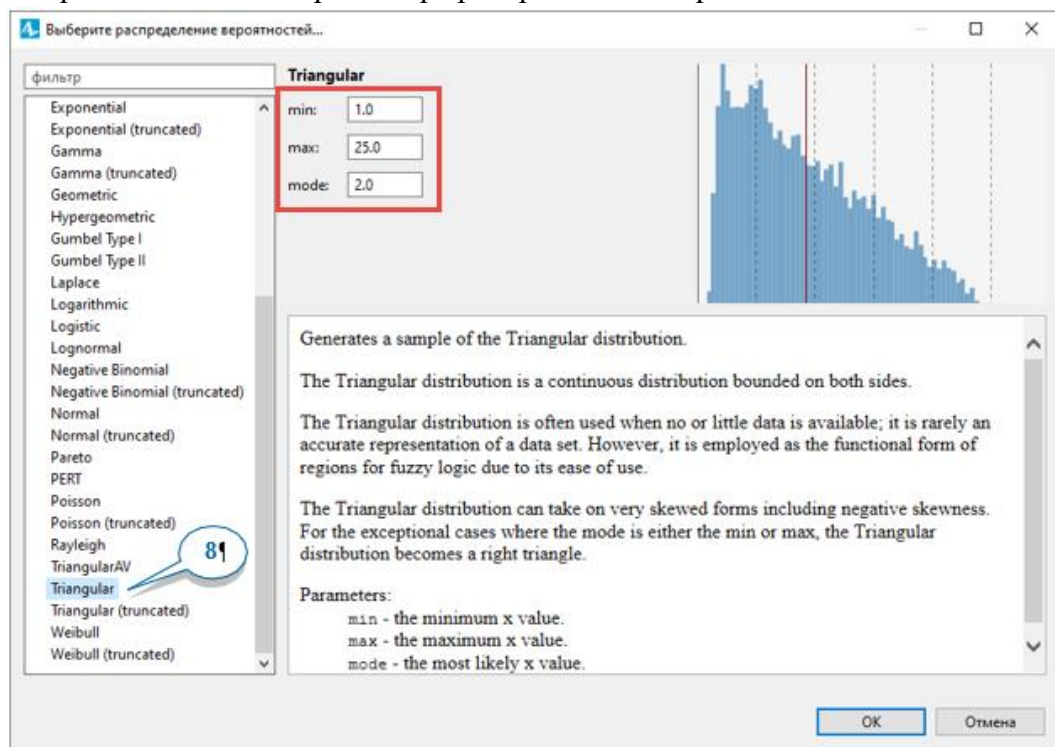 Выберите распределение вероятностей...
фильтр
Exponential
Exponential (truncated)
Gamma
Gamma (truncated)
Geometric
Hypergeometric
Gumbel Type I
Gumbel Type II
Laplace
Logarithmic
Logistic
Lognormal
Negative Binomial
Negative Binomial (truncated)
Normal
Normal (truncated)
Pareto
PERT
Poisson
Poisson (truncated)
Rayleigh
TriangularAV
Triangular
Triangular (truncated)
Weibull
Weibull (truncated)
8¶
Triangular
min: 1.0
max: 25.0
mode: 2.0
Generates a sample of the Triangular distribution.
The Triangular distribution is a continuous distribution bounded on both sides.
The Triangular distribution is often used when no or little data is available; it is rarely an
accurate representation of a data set. However, it is employed as the functional form of
regions for fuzzy logic due to its ease of use.
The Triangular distribution can take on very skewed forms including negative skewness.
For the exceptional cases where the mode is either the min or max, the Triangular
distribution becomes a right triangle.
Parameters:
min - the minimum x value.
max - the maximum x value.
mode - the most likely x value.
OK
Отмена